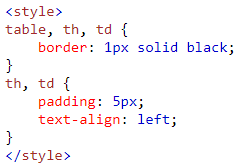 <style>
table, th, td {
    border: 1px solid black;
}
th, td {
    padding: 5px;
    text-align: left;
}
</style>